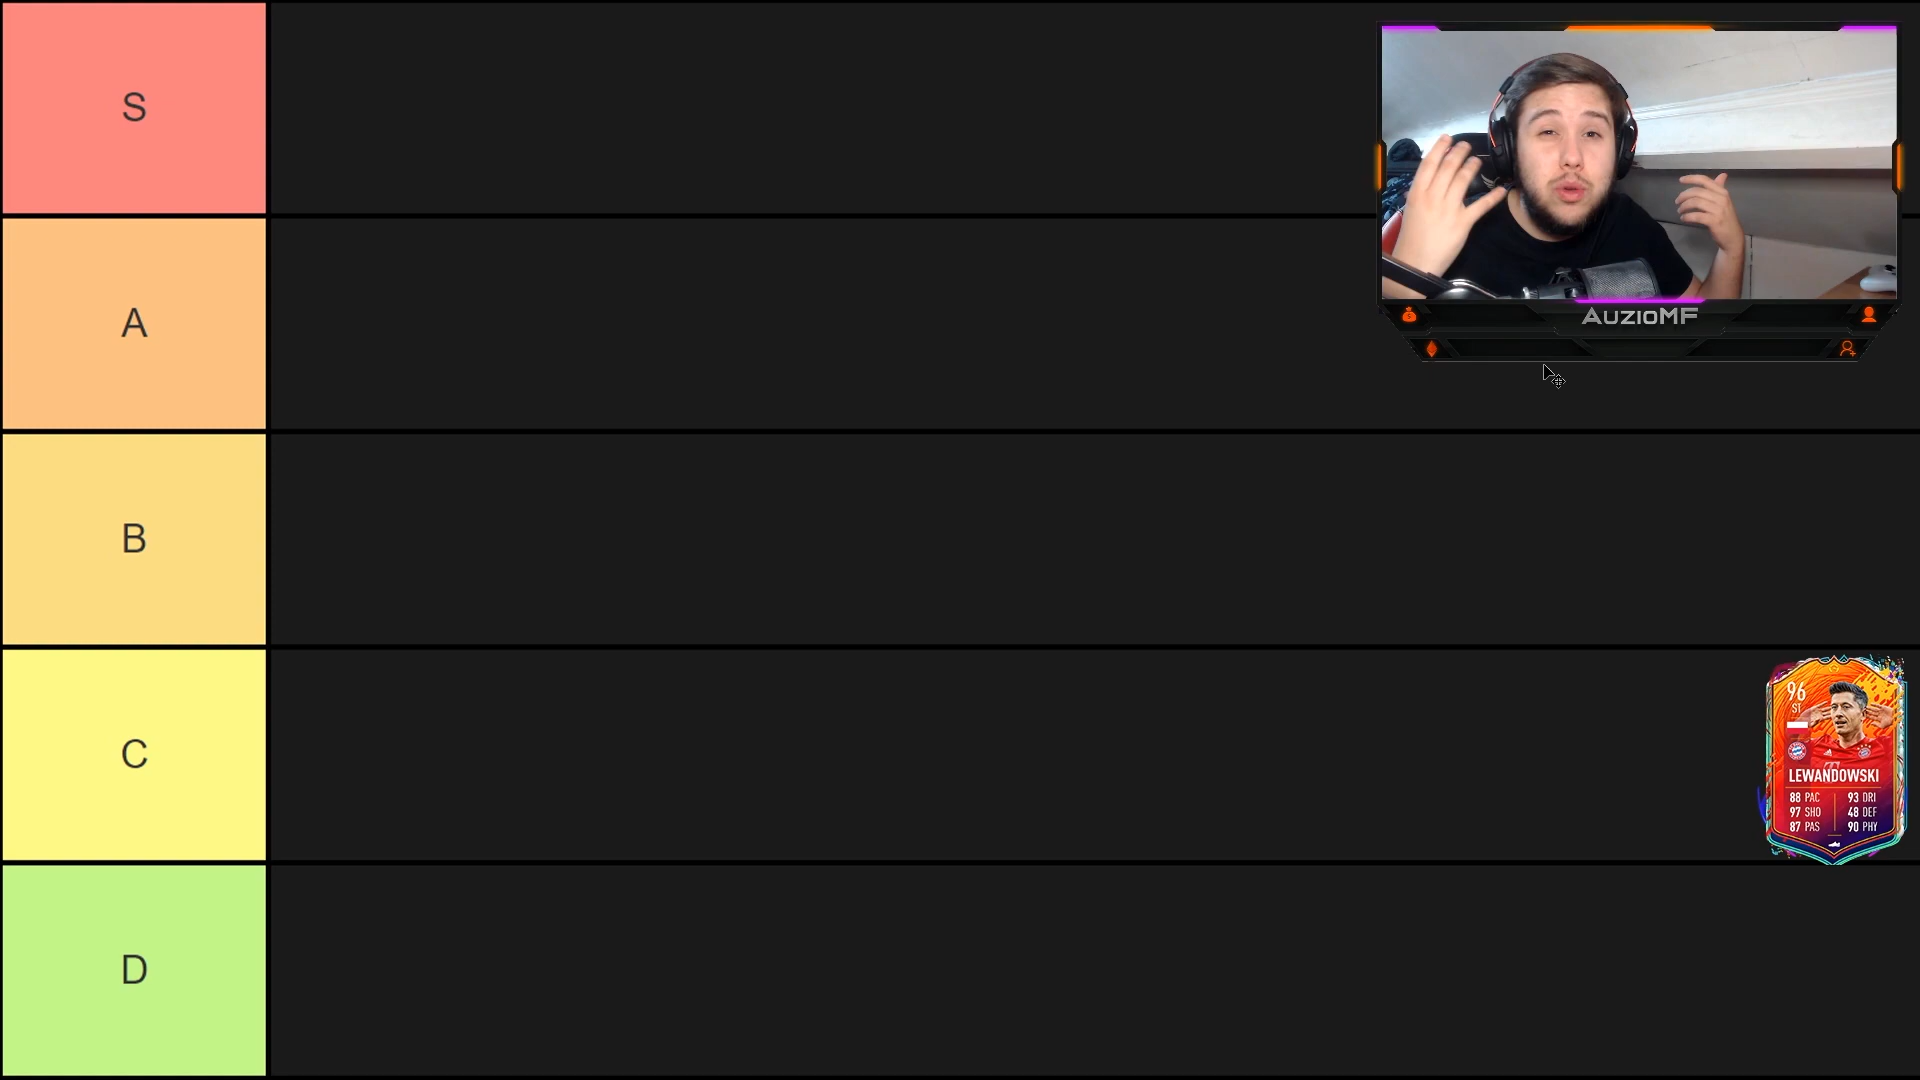 S
A
AUZIOMF
B
C
96
ST
LEWANDOWSKI
88 PAC 93 DRI
97 SHO 48 DEF
87 PAS 90 PHY
D